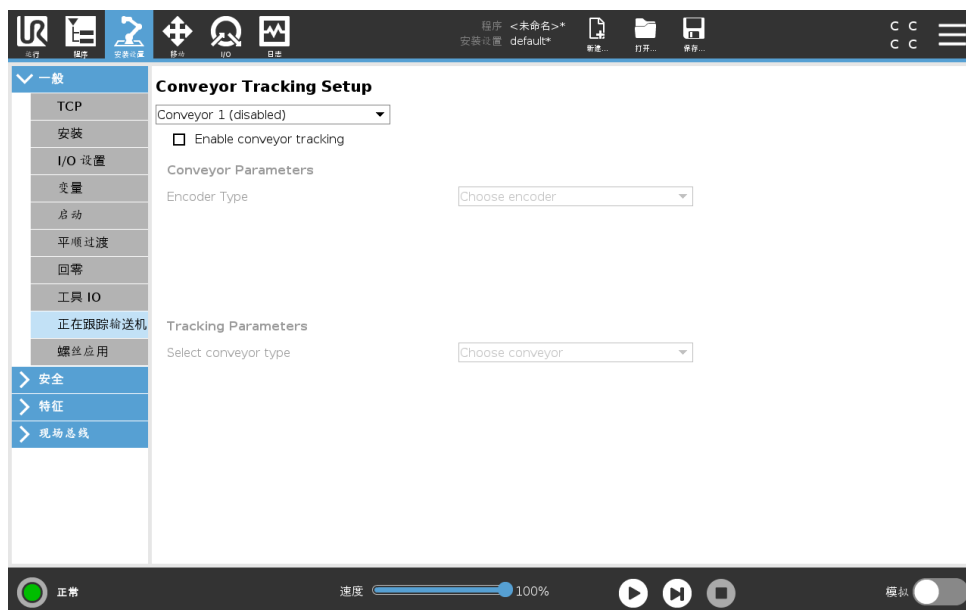 程序 <未命名>*
安装设置 default*
新建...
打开...
保存...
C C
C C
运行
程序
安装设置
移动
I/O
日志
一般
TCP
安装
I/O 设置
变量
启动
平顺过渡
回零
工具 IO
正在跟踪输送机
螺丝应用
安全
特征
现场总线
Conveyor Tracking Setup
Conveyor 1 (disabled)
Enable conveyor tracking
Conveyor Parameters
Encoder Type
Choose encoder
Tracking Parameters
Select conveyor type
Choose conveyor
正常
速度
100%
模拟